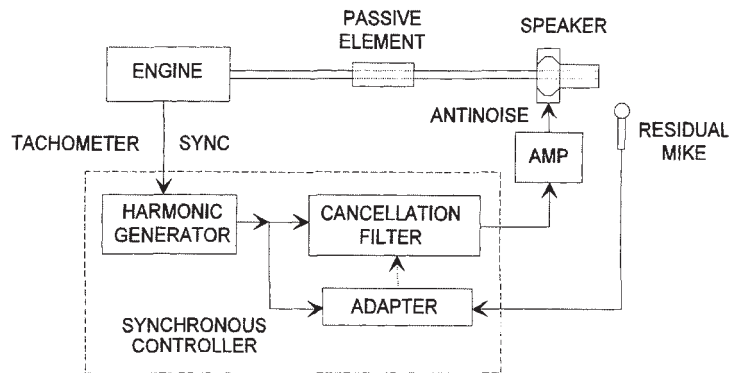 PASSIVE
ELEMENT
SPEAKER
ENGINE
ANTINOISE
RESIDUAL
MIKE
TACHOMETER SYNC
AMP
HARMONIC
GENERATOR
CANCELLATION
FILTER
ADAPTER
SYNCHRONOUS
CONTROLLER